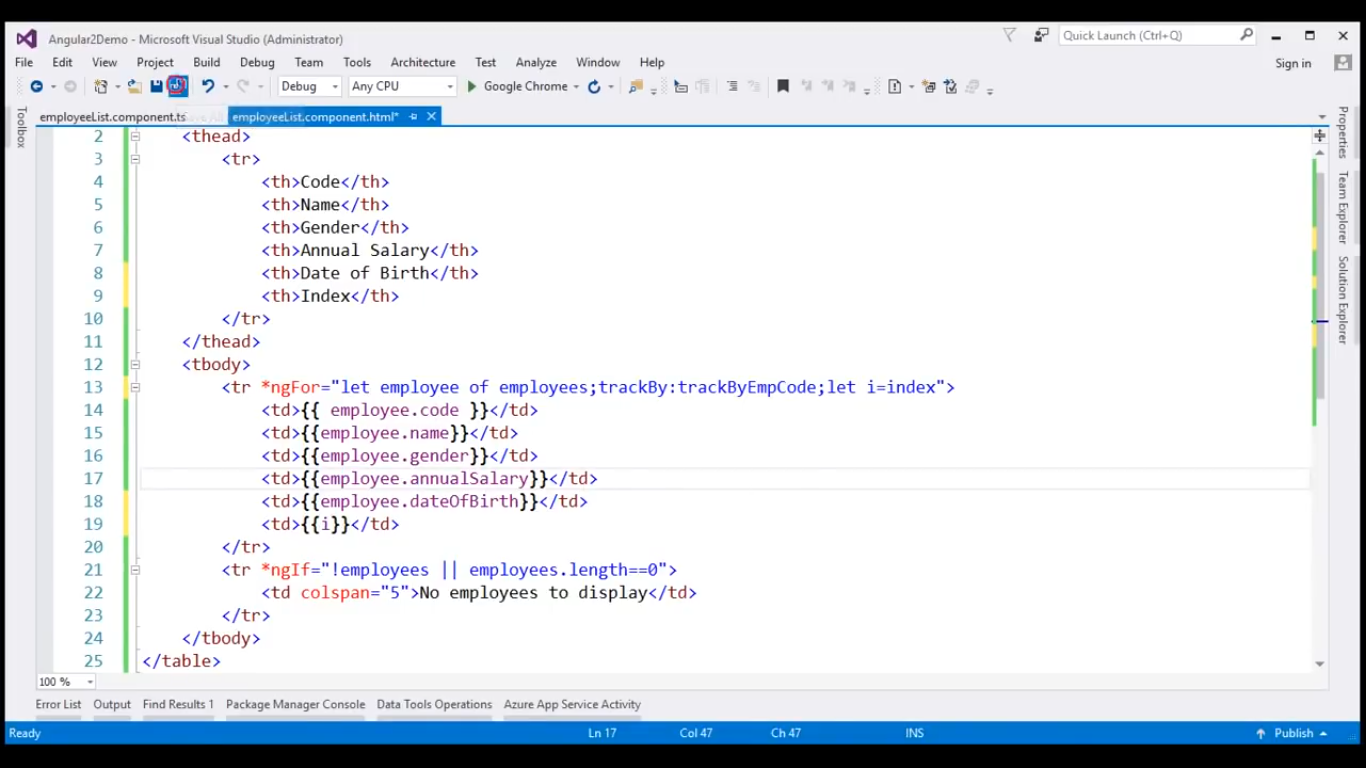 Angular2Demo - Microsoft Visual Studio (Administrator)
Quick Launch (Ctrl+Q)
File Edit View Project Build Debug Team Tools Architecture Test Analyze Window Help
Sign in
Debug Any CPU Google Chrome
employeeList.component.ts employeeList.component.html*
Toolbox
Properties
Team Explorer
Solution Explorer
2 <thead>
3 <tr>
4 <th>Code</th>
5 <th>Name</th>
6 <th>Gender</th>
7 <th>Annual Salary</th>
8 <th>Date of Birth</th>
9 <th>Index</th>
10 </tr>
11 </thead>
12 <tbody>
13 <tr *ngFor="let employee of employees;trackBy:trackByEmpCode;let i=index">
14 <td>{{ employee.code }}</td>
15 <td>{{employee.name}}</td>
16 <td>{{employee.gender}}</td>
17 <td>{{employee.annualSalary}}</td>
18 <td>{{employee.dateOfBirth}}</td>
19 <td>{{i}}</td>
20 </tr>
21 <tr *ngIf="!employees || employees.length==0">
22 <td colspan="5">No employees to display</td>
23 </tr>
24 </tbody>
25 </table>
100 %
Error List Output Find Results 1 Package Manager Console Data Tools Operations Azure App Service Activity
Ready Ln 17 Col 47 Ch 47 INS Publish